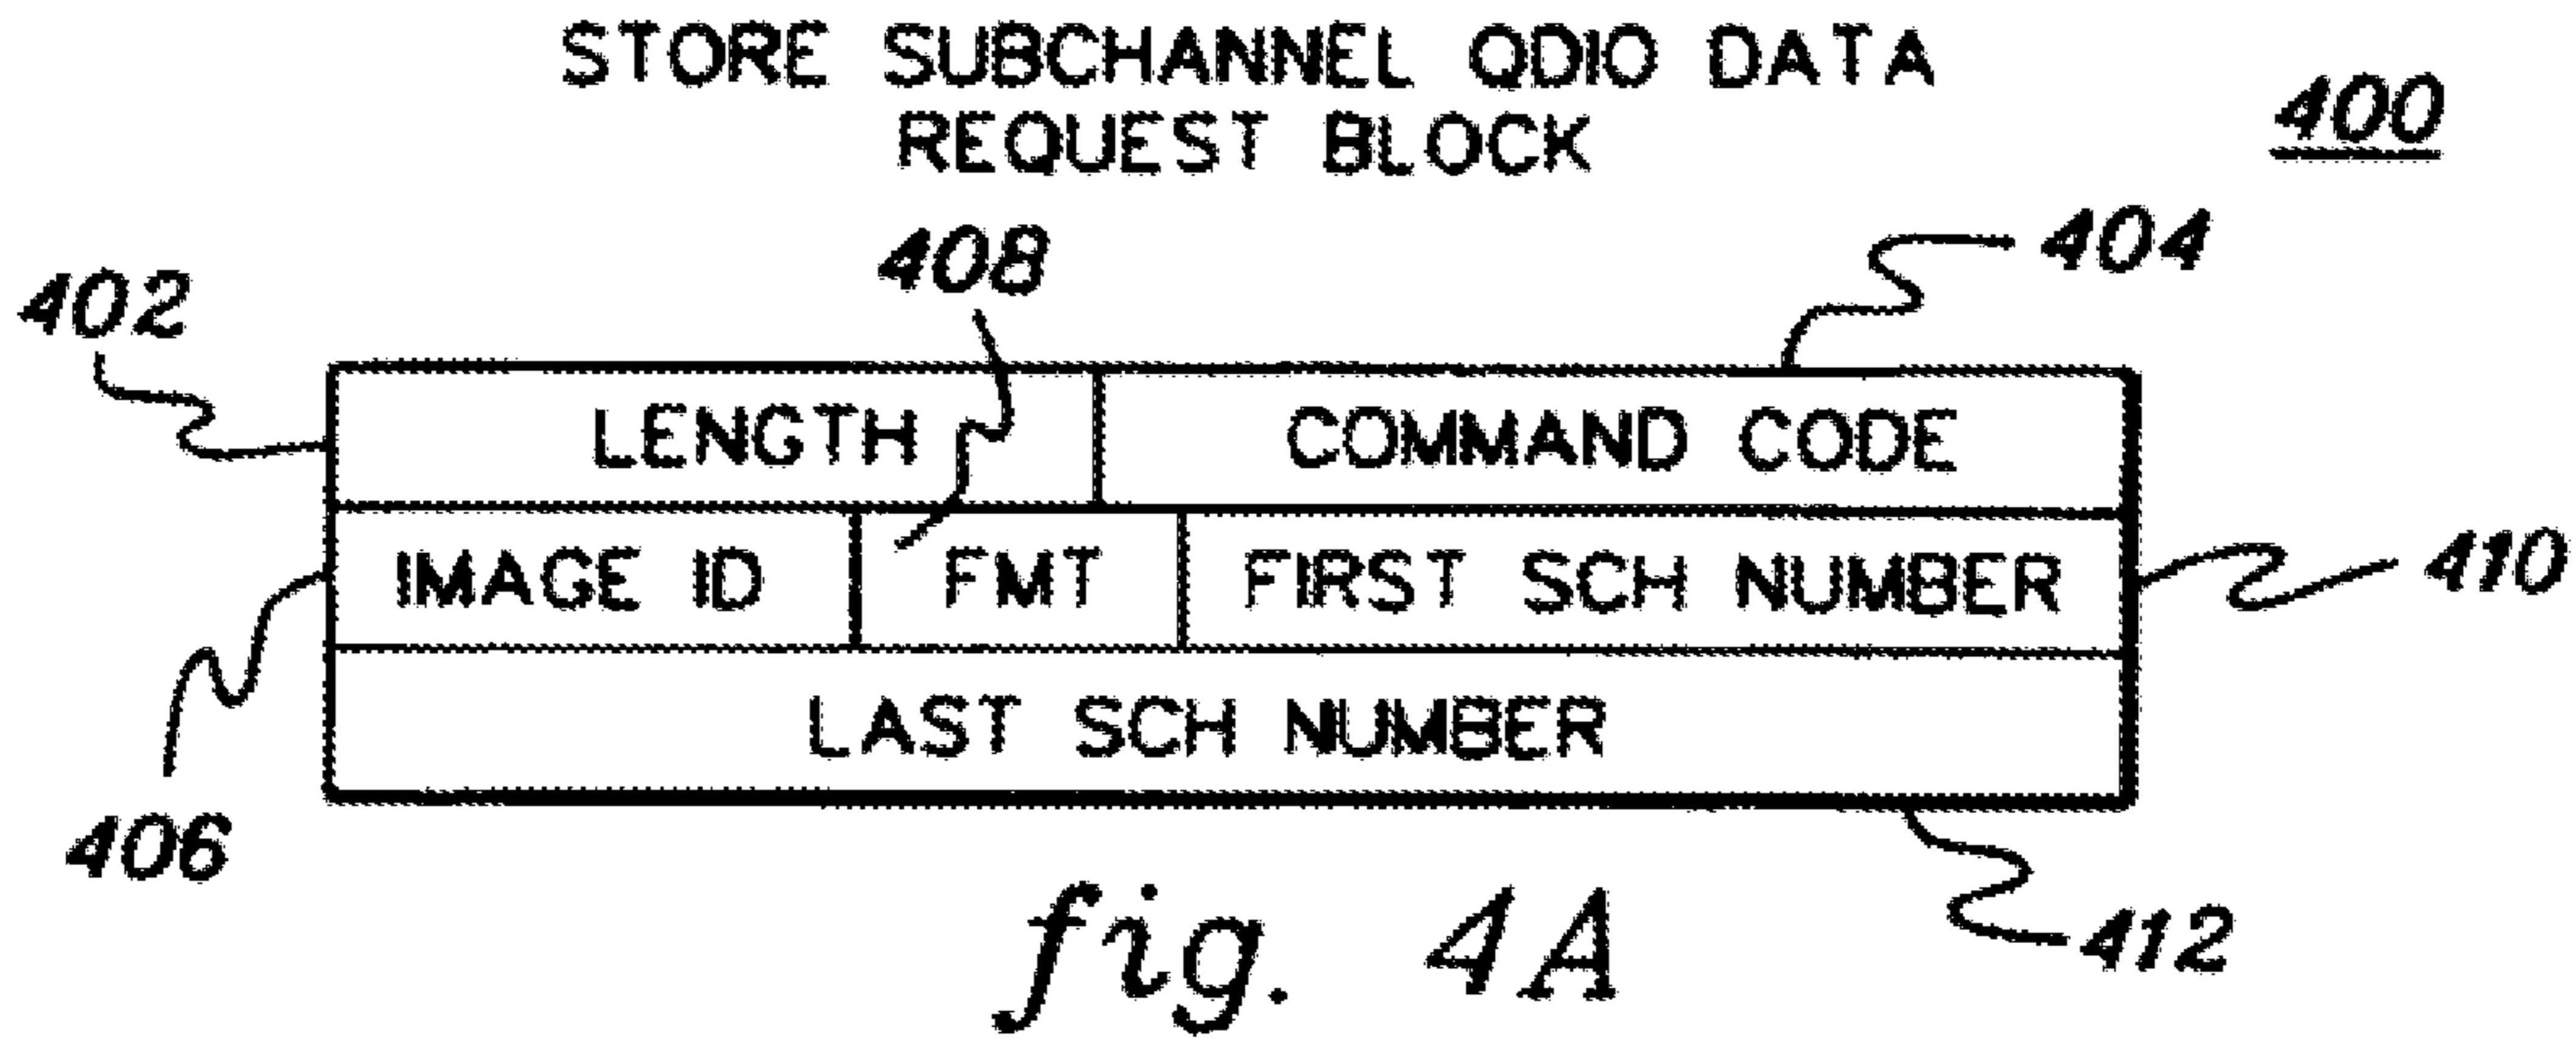 STORE SUBCHANNEL QDIO DATA
REQUEST BLOCK
400
404
408
402
LENGTH COMMAND CODE
IMAGE ID FMT FIRST SCH NUMBER
410
LAST SCH NUMBER
406
412
fig. 4A